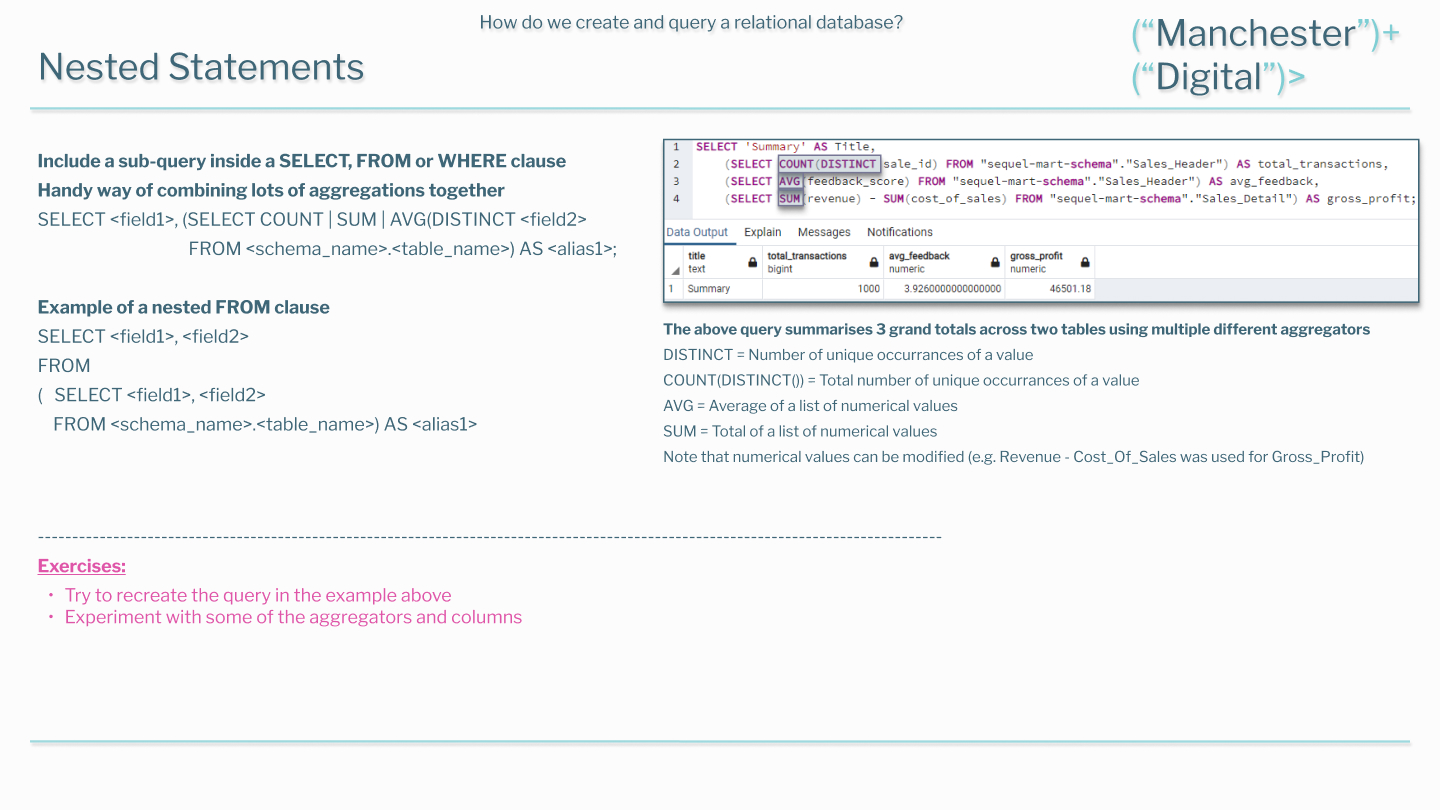 How do we create and query a relational database?
Nested Statements
(“Manchester”)+
(“Digital”)>
Include a sub-query inside a SELECT, FROM or WHERE clause
Handy way of combining lots of aggregations together
SELECT <field1>, (SELECT COUNT | SUM | AVG(DISTINCT <field2>
FROM <schema_name>.<table_name>) AS <alias1>;
Example of a nested FROM clause
SELECT <field1>, <field2>
FROM
( SELECT <field1>, <field2>
FROM <schema_name>.<table_name>) AS <alias1>
1 SELECT 'Summary' AS Title,
2 (SELECT COUNT(DISTINCT sale_id) FROM "sequel-mart-schema"."Sales_Header") AS total_transactions,
3 (SELECT AVG(feedback_score) FROM "sequel-mart-schema"."Sales_Header") AS avg_feedback,
4 (SELECT SUM(revenue) - SUM(cost_of_sales) FROM "sequel-mart-schema"."Sales_Detail") AS gross_profit;
Data Output Explain Messages Notifications
title total_transactions avg_feedback gross_profit
text bigint numeric numeric
1 Summary 1000 3.9260000000000000 46501.18
The above query summarises 3 grand totals across two tables using multiple different aggregators
DISTINCT = Number of unique occurrances of a value
COUNT(DISTINCT()) = Total number of unique occurrances of a value
AVG = Average of a list of numerical values
SUM = Total of a list of numerical values
Note that numerical values can be modified (e.g. Revenue - Cost_Of_Sales was used for Gross_Profit)
------------------------------------------------------------------------------------------------------------------------------------
Exercises:
• Try to recreate the query in the example above
• Experiment with some of the aggregators and columns